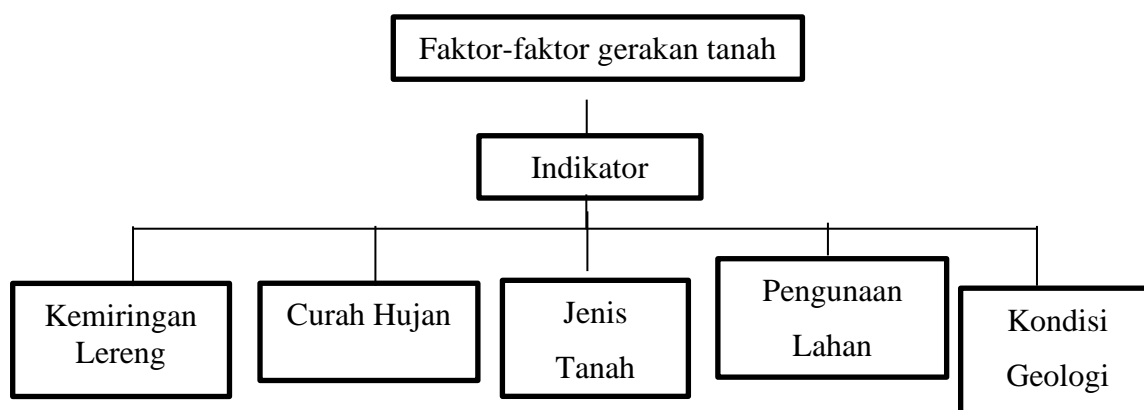 Faktor-faktor gerakan tanah
Indikator
Kemiringan
Lereng
Curah Hujan
Jenis
Tanah
Pengunaan
Lahan
Kondisi
Geologi